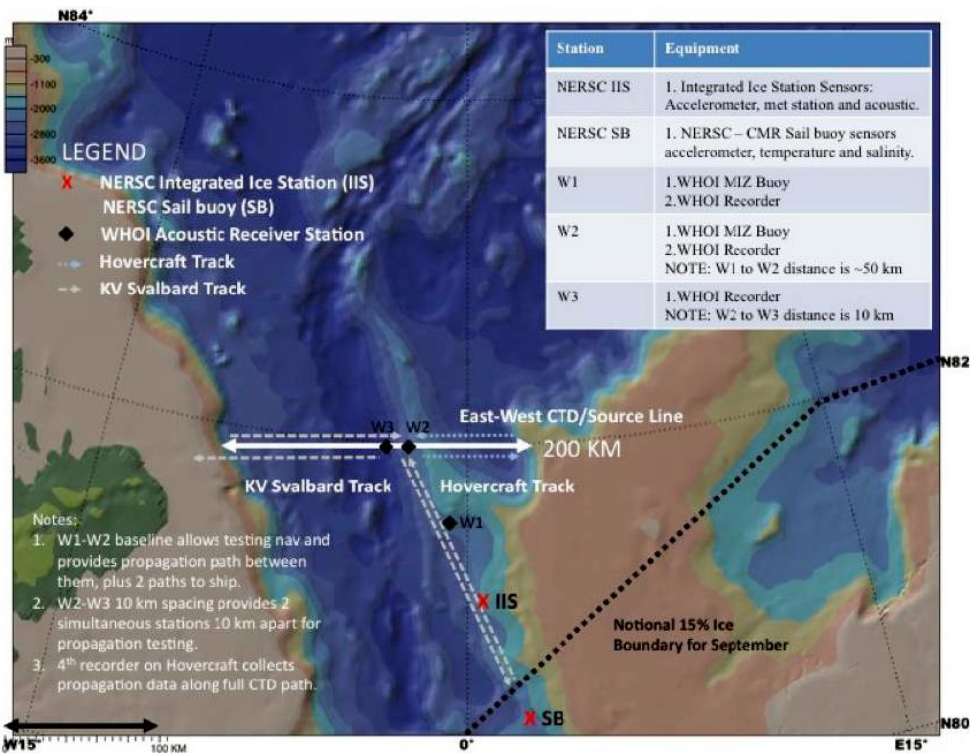 N84°
m
-300
-1100
-2000
-2800
-3600
LEGEND
X NERSC Integrated Ice Station (IIS)
NERSC Sail buoy (SB)
WHOI Acoustic Receiver Station
Hovercraft Track
KV Svalbard Track
Station Equipment
NERSC IIS 1. Integrated Ice Station Sensors:
Accelerometer, met station and acoustic.
NERSC SB 1. NERSC – CMR Sail buoy sensors
accelerometer, temperature and salinity.
W1 1.WHOI MIZ Buoy
2.WHOI Recorder
W2 1.WHOI MIZ Buoy
2.WHOI Recorder
NOTE: W1 to W2 distance is ~50 km
W3 1.WHOI Recorder
NOTE: W2 to W3 distance is 10 km
N82
East-West CTD/Source Line
W3 W2
200 KM
KV Svalbard Track Hovercraft Track
W1
Notes:
1. W1-W2 baseline allows testing nav and
provides propagation path between
them, plus 2 paths to ship.
2. W2-W3 10 km spacing provides 2
simultaneous stations 10 km apart for
propagation testing.
3. 4th recorder on Hovercraft collects
propagation data along full CTD path.
X IIS
Notional 15% Ice
Boundary for September
X SB
N80
W15° 0° E15°
100 KM